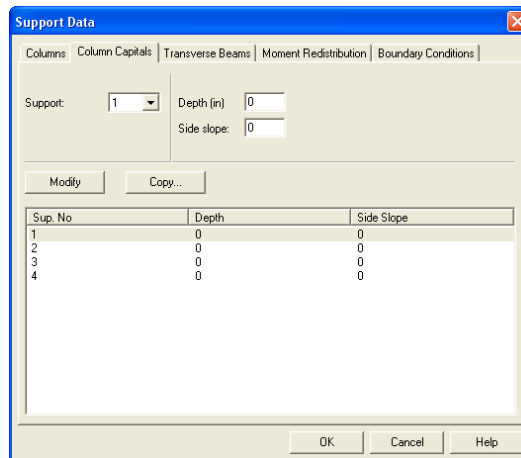 Support Data
Columns Column Capitals Transverse Beams Moment Redistribution Boundary Conditions
Support: 1 Depth (in) 0
Side slope: 0
Modify Copy...
Sup. No Depth Side Slope
1 0 0
2 0 0
3 0 0
4 0 0
OK Cancel Help